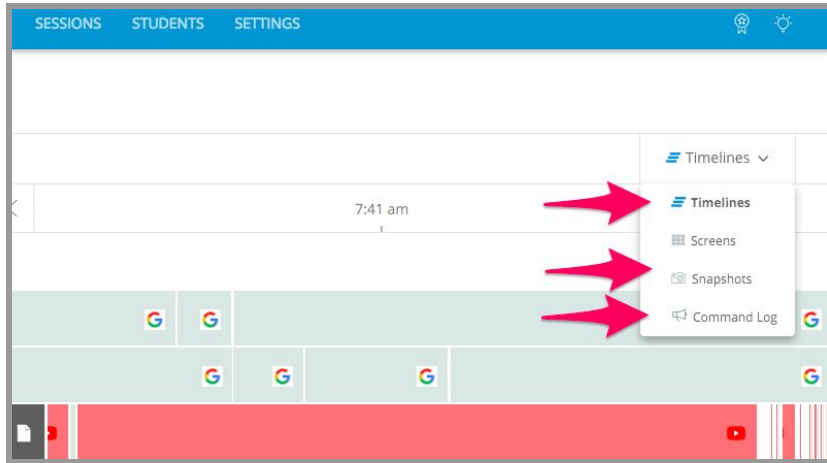 SESSIONS STUDENTS SETTINGS
Timelines
7:41 am
Timelines
Screens
Snapshots
Command Log